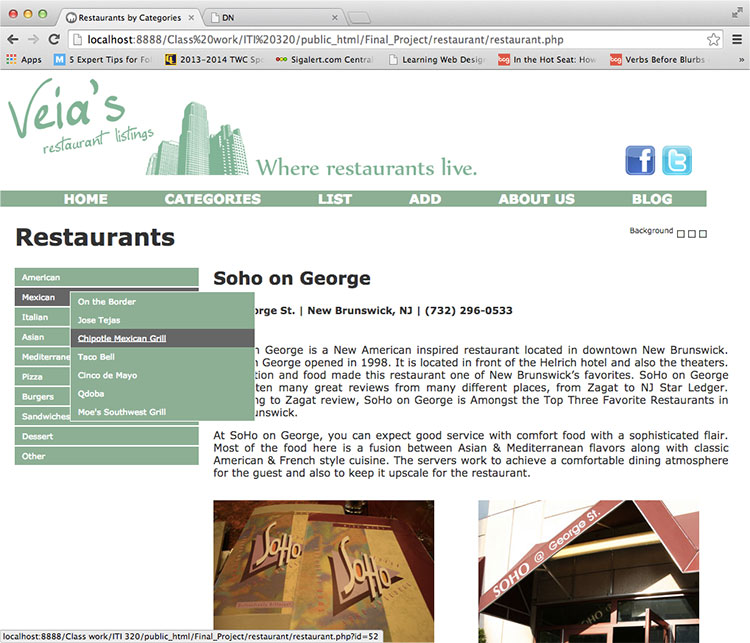 Restaurants by Categories
DN
localhost:8888/Class%20work/ITI%20320/public_html/Final_Project/restaurant/restaurant.php
Apps
5 Expert Tips for Fol
2013-2014 TWC Spo
Sigalert.com Central
Learning Web Desig
In the Hot Seat: How
Verbs Before Blurbs
»
Veia's
restaurant listings
Where restaurants live.
HOME CATEGORIES LIST ADD ABOUT US BLOG
Restaurants
Background
American
Mexican
Italian
Asian
Mediterrane
Pizza
Burgers
Sandwiches
Dessert
Other
On the Border
Jose Tejas
Chipotle Mexican Grill
Taco Bell
Cinco de Mayo
Qdoba
Moe's Southwest Grill
Soho on George
orge St. | New Brunswick, NJ | (732) 296-0533
n George is a New American inspired restaurant located in downtown New Brunswick.
n George opened in 1998. It is located in front of the Helrich hotel and also the theaters.
tion and food made this restaurant one of New Brunswick's favorites. SoHo on George
ten many great reviews from many different places, from Zagat to NJ Star Ledger.
ng to Zagat review, SoHo on George is Amongst the Top Three Favorite Restaurants in
unswick.
At SoHo on George, you can expect good service with comfort food with a sophisticated flair.
Most of the food here is a fusion between Asian & Mediterranean flavors along with classic
American & French style cuisine. The servers work to achieve a comfortable dining atmosphere
for the guest and also to keep it upscale for the restaurant.
SoHo
SoHo
SOHO @ George St.
localhost:8888/Class work/ITI 320/public_html/Final_Project/restaurant/restaurant.php?id=52